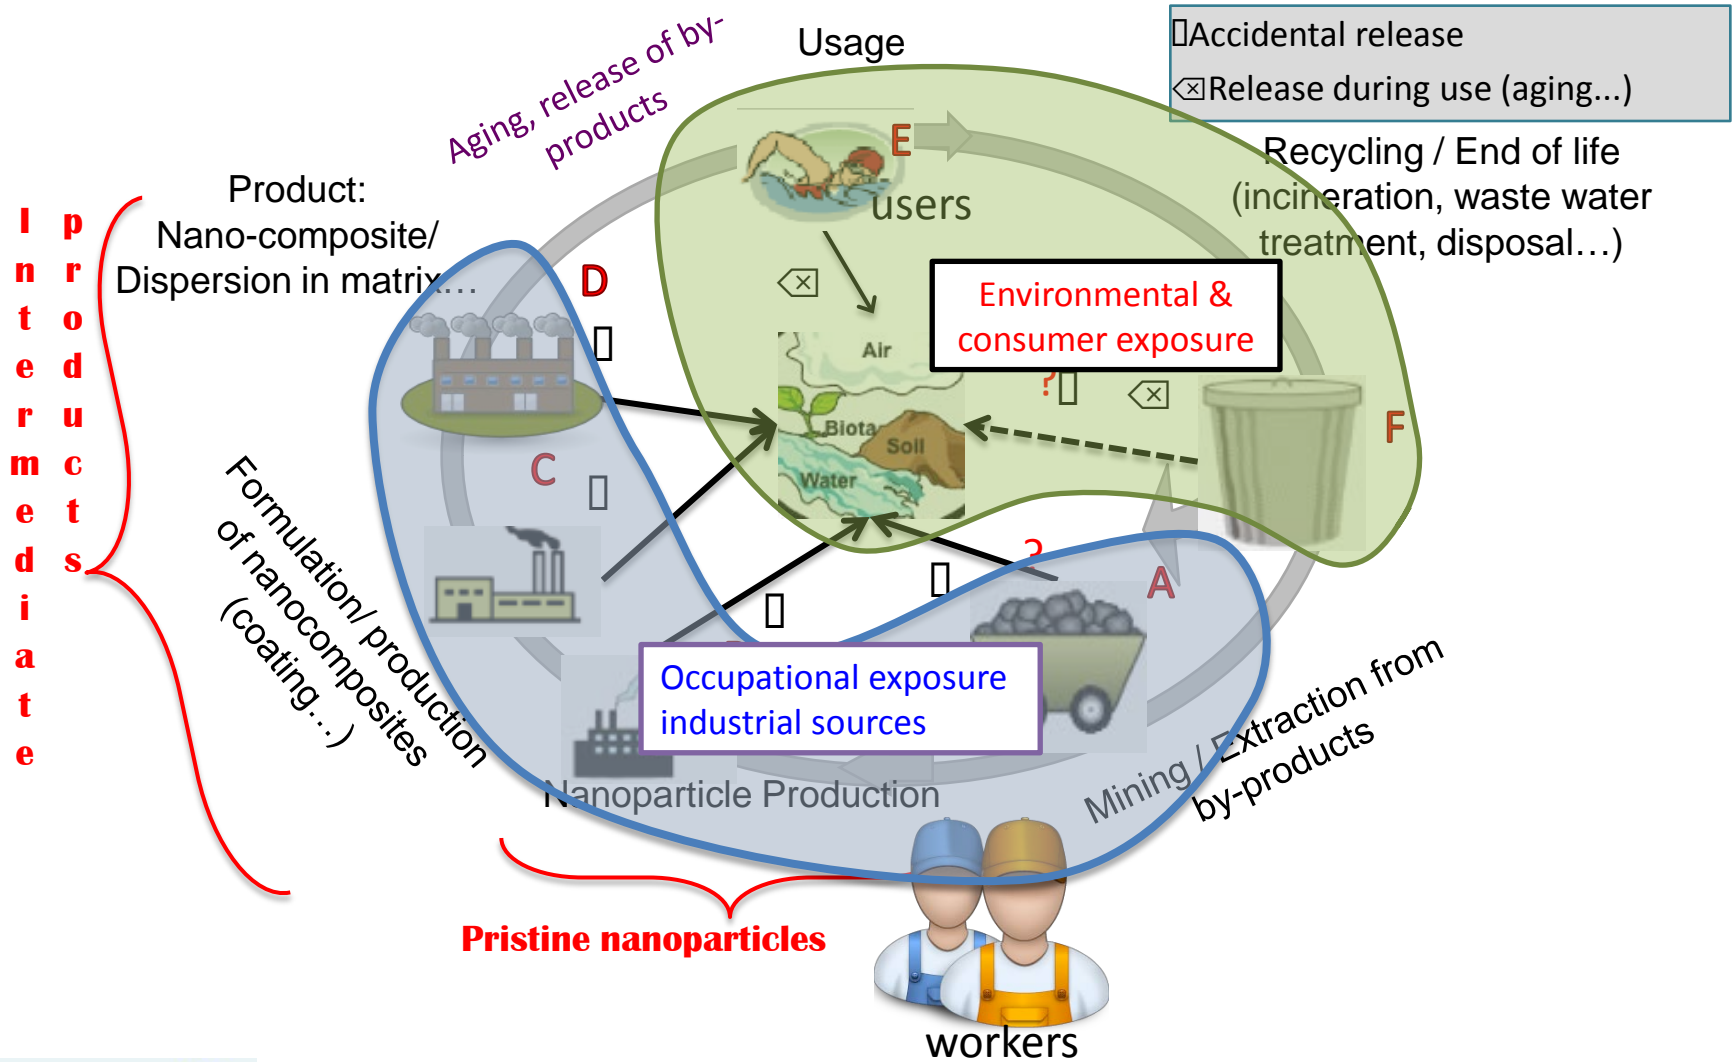 Aging, release of by-
products
Usage
▯Accidental release
⌫Release during use (aging...)
Recycling / End of life
(incineration, waste water
treatment, disposal…)
Product:
Nano-composite/
Dispersion in matrix…
Intermediate
products
E
users
D
▯
⌫
Environmental &
consumer exposure
Air
Biota
Soil
Water
?▯
⌫
F
C
▯
Formulation/ production
of nanocomposites
(coating…)
?
▯
▯
A
Occupational exposure
industrial sources
Nanoparticle Production
Mining / Extraction from
by-products
Pristine nanoparticles
workers